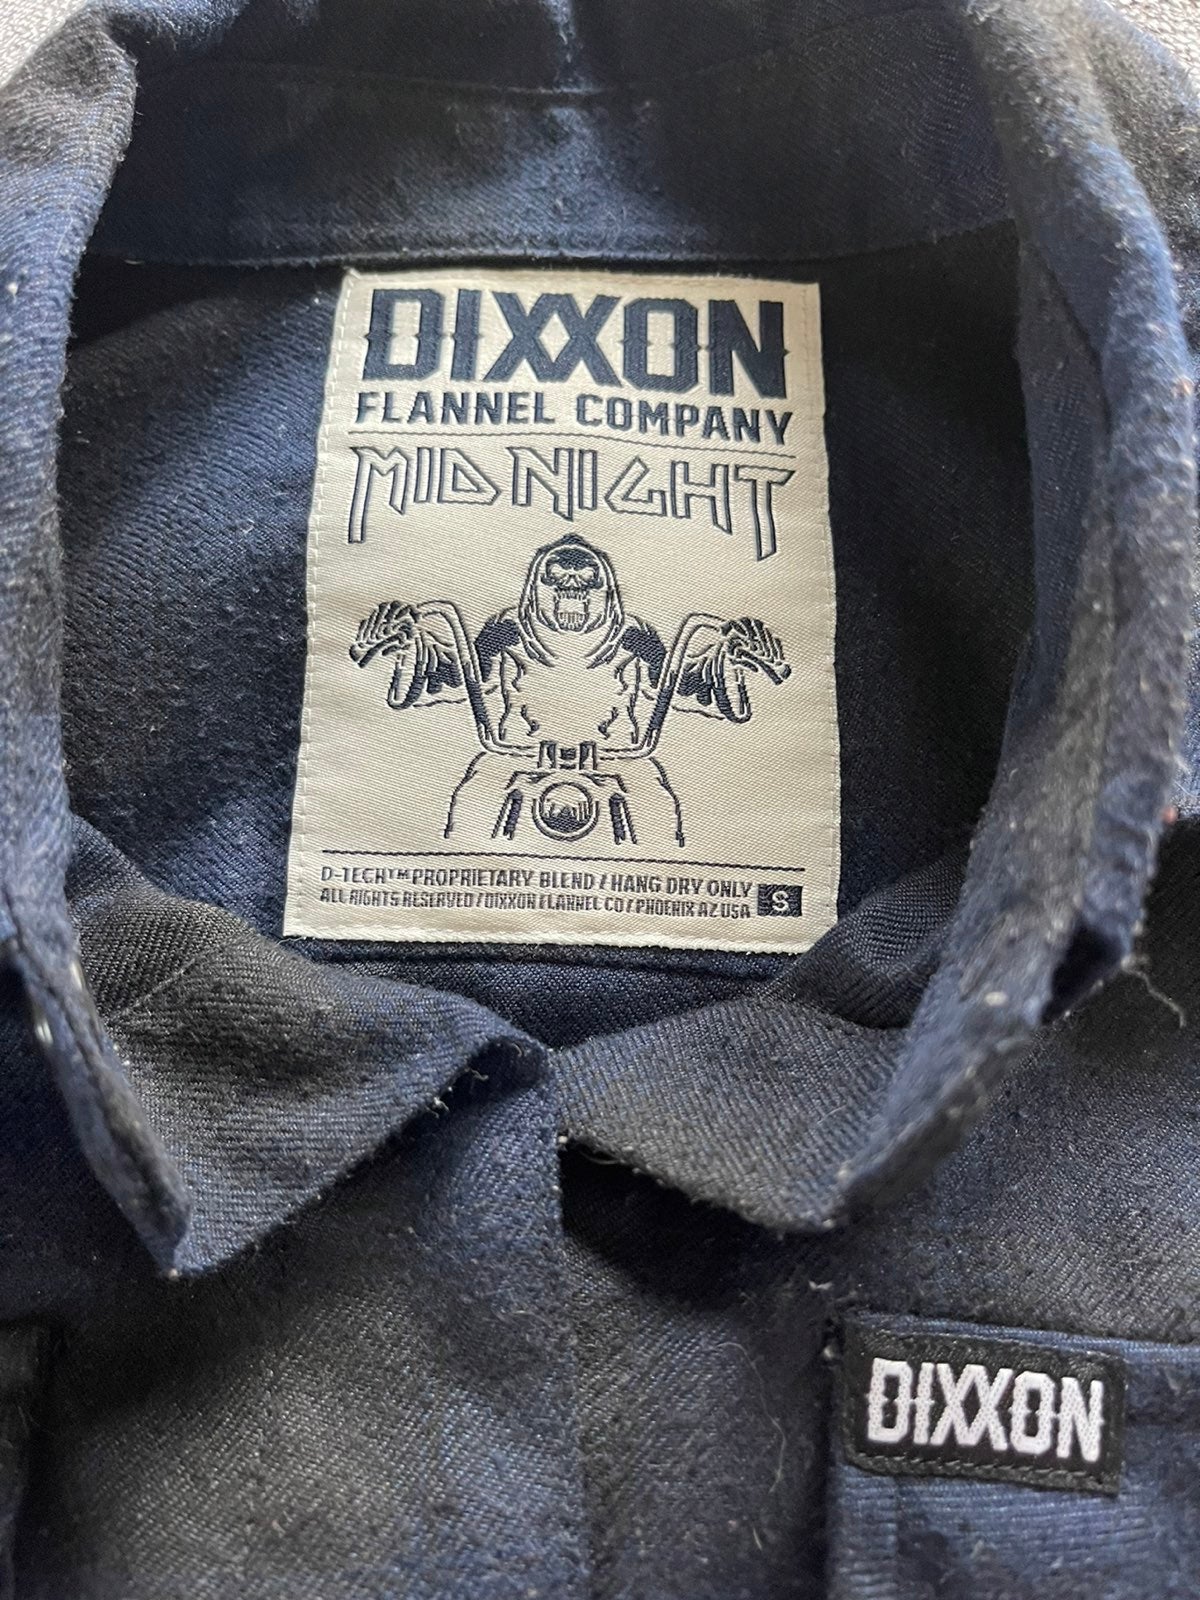 DIXXON
FLANNEL COMPANY
MIDNIGHT
D-TECH™ PROPRIETARY BLEND / HANG DRY ONLY
ALL RIGHTS RESERVED / DIXXON FLANNEL CO / PHOENIX AZ USA
S
DIXXON